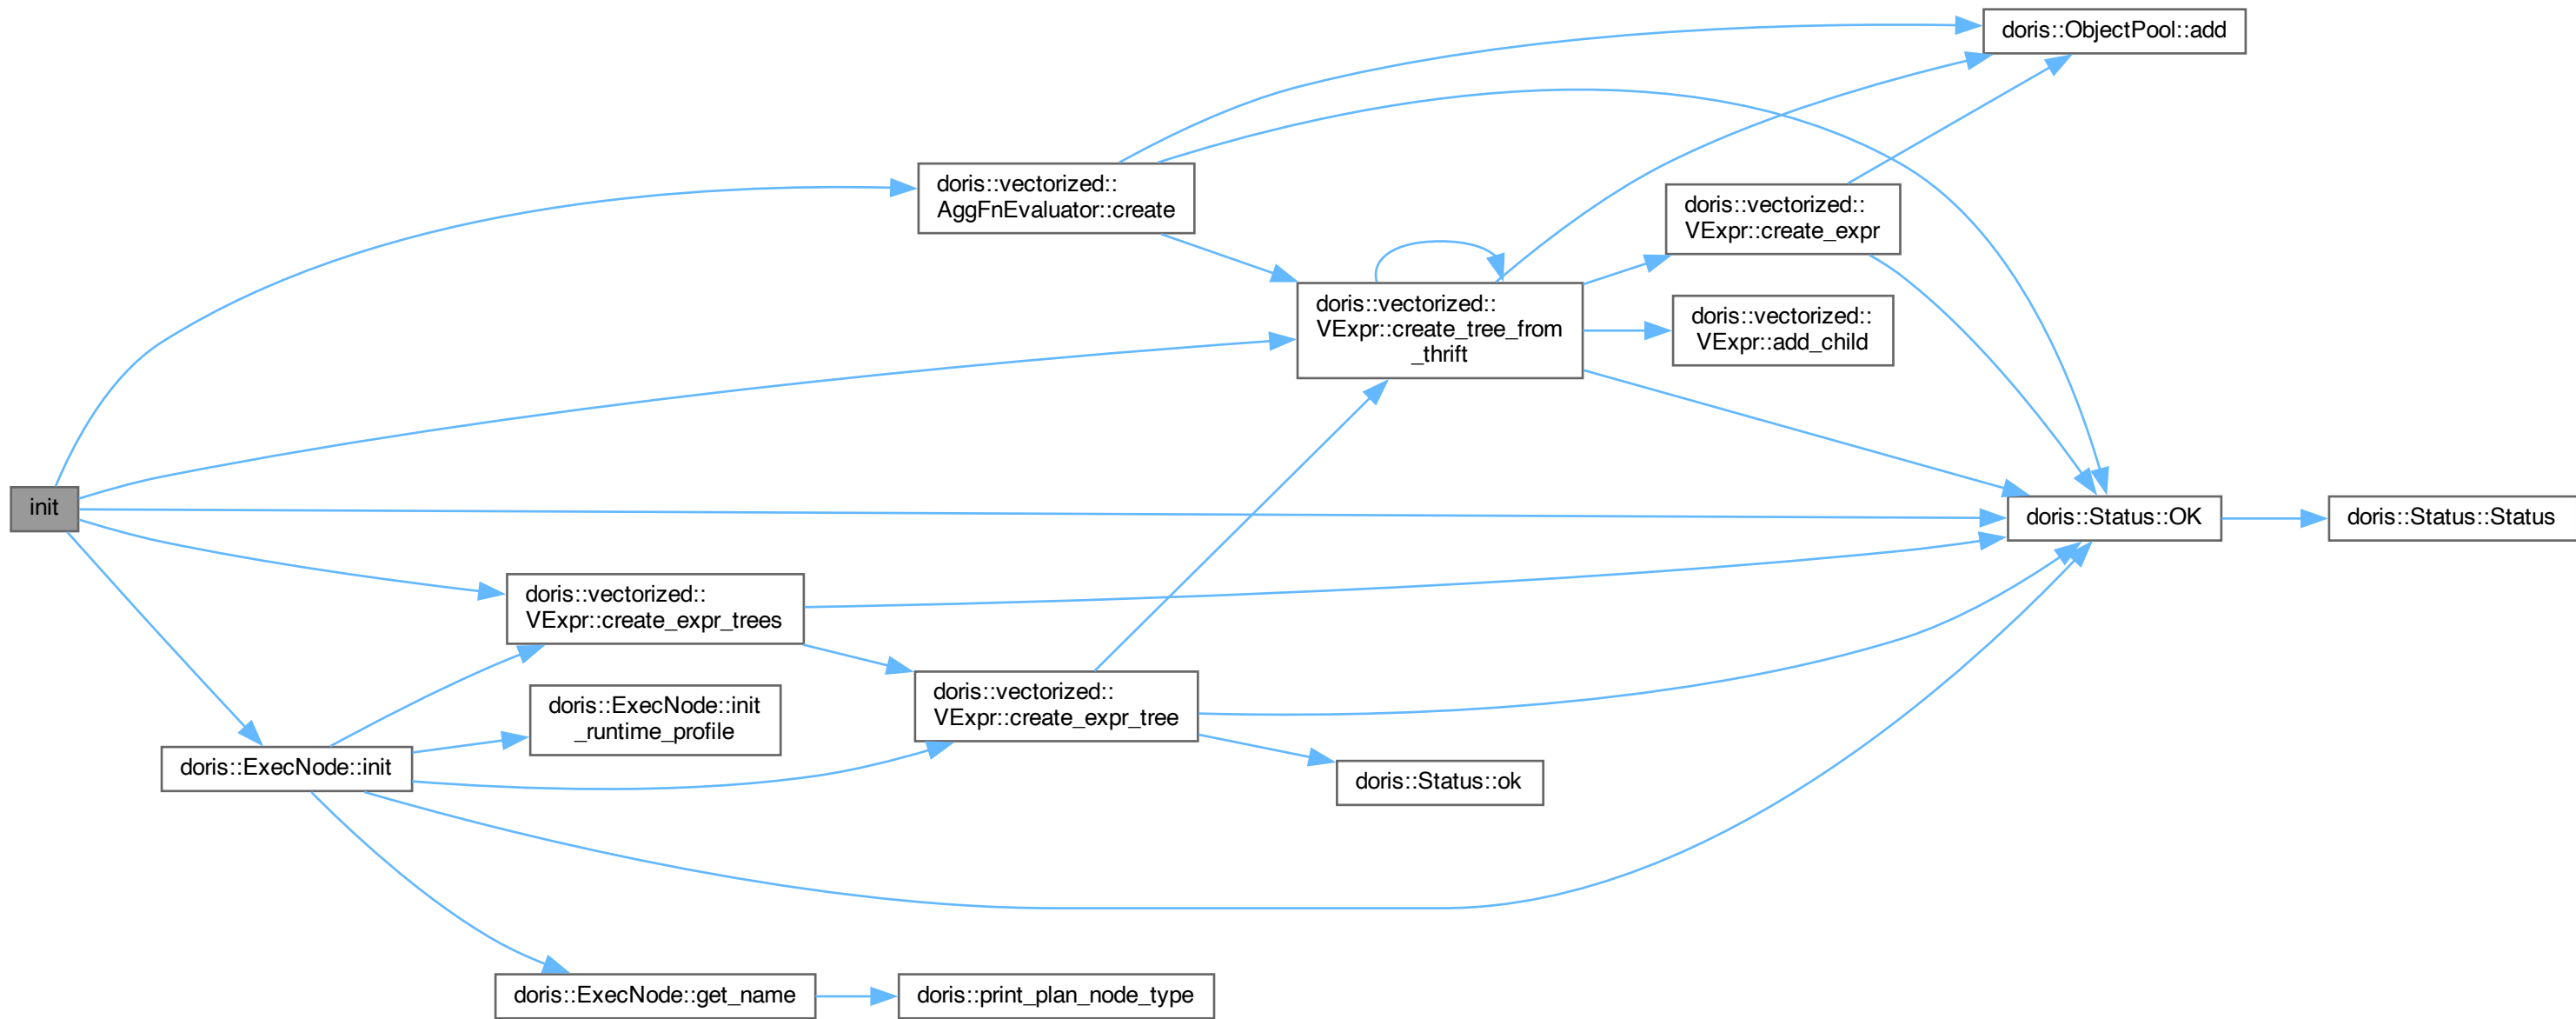 doris::ObjectPool::add
doris::vectorized::
AggFnEvaluator::create
doris::vectorized::
VExpr::create_expr
doris::vectorized::
VExpr::create_tree_from
_thrift
doris::vectorized::
VExpr::add_child
init
doris::Status::OK
doris::Status::Status
doris::vectorized::
VExpr::create_expr_trees
doris::vectorized::
VExpr::create_expr_tree
doris::ExecNode::init
_runtime_profile
doris::ExecNode::init
doris::Status::ok
doris::ExecNode::get_name
doris::print_plan_node_type